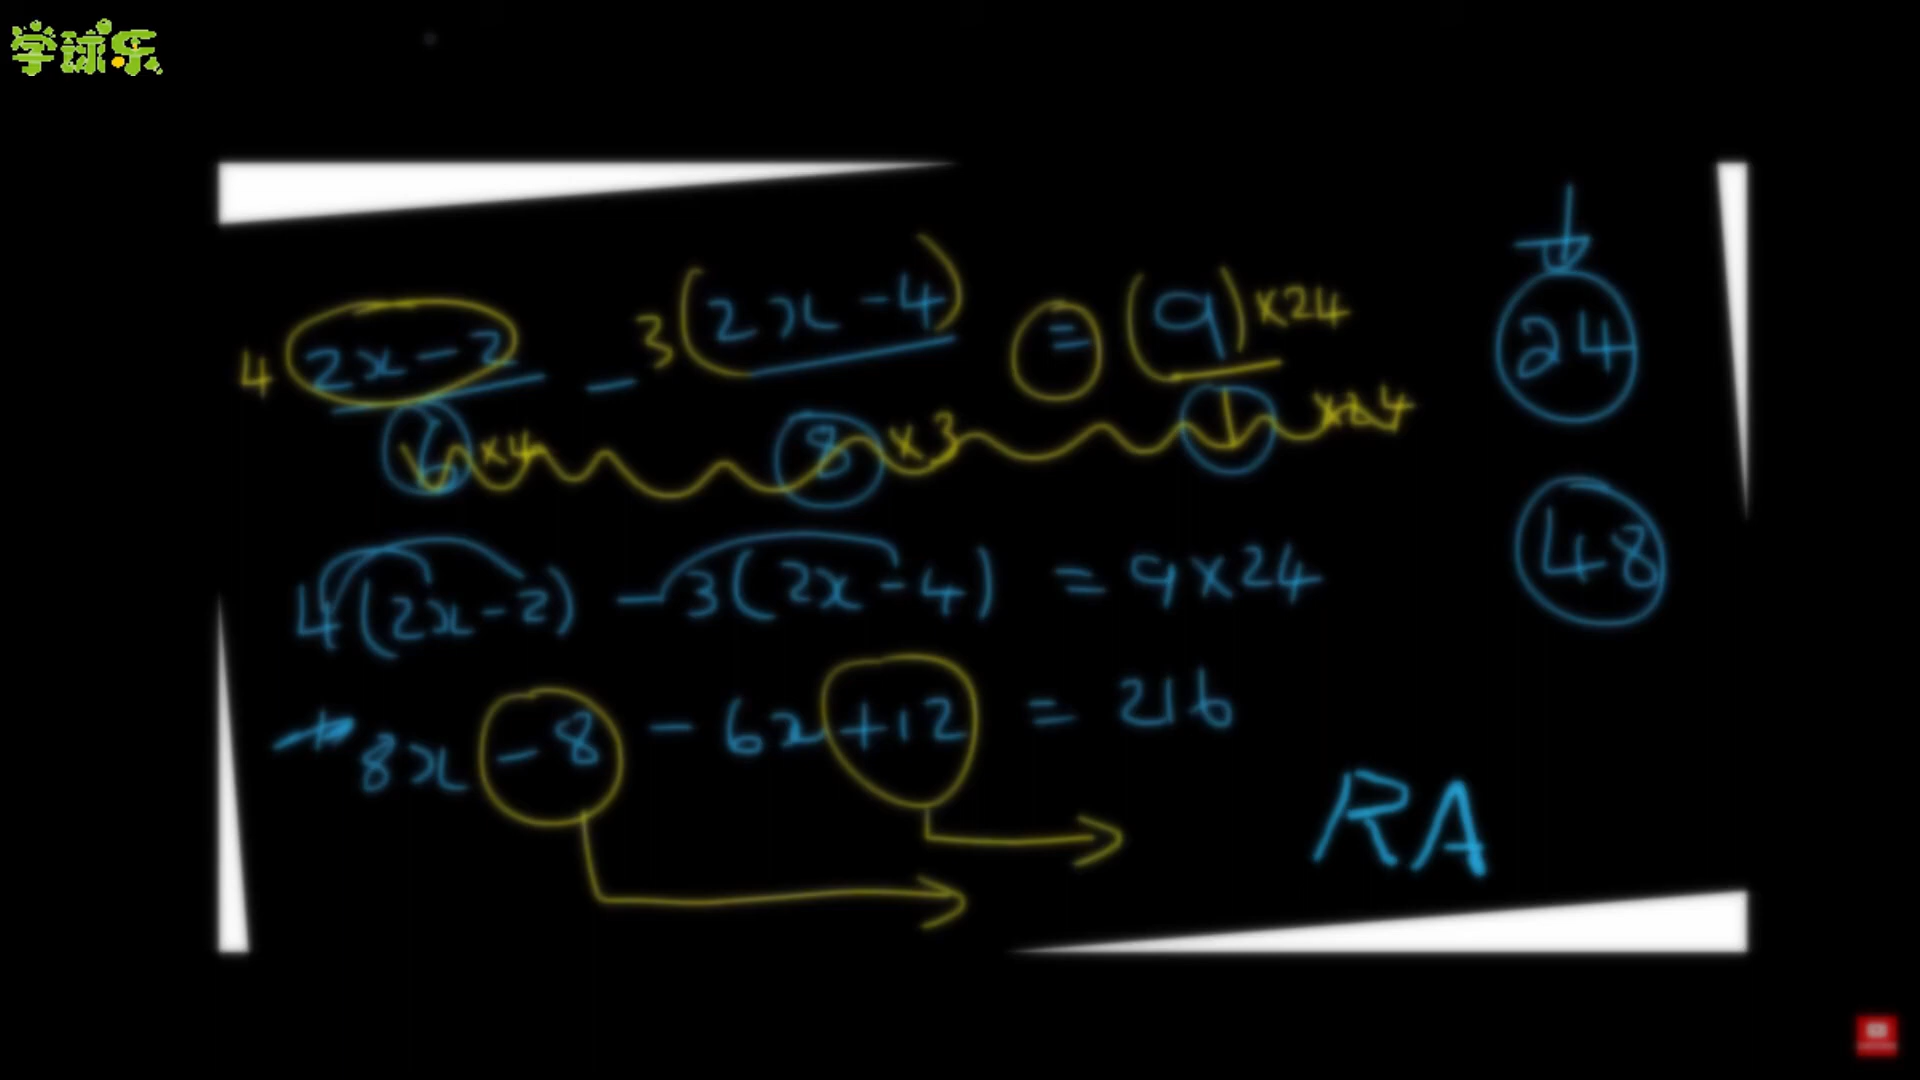 学球乐
4 (2x-2)/6 ×4 - 3(2x-4)/8 ×3 = (9)×24/1 ×24
24
48
4(2x-2) - 3(2x-4) = 9×24
8x -8 - 6x +12 = 216
RA